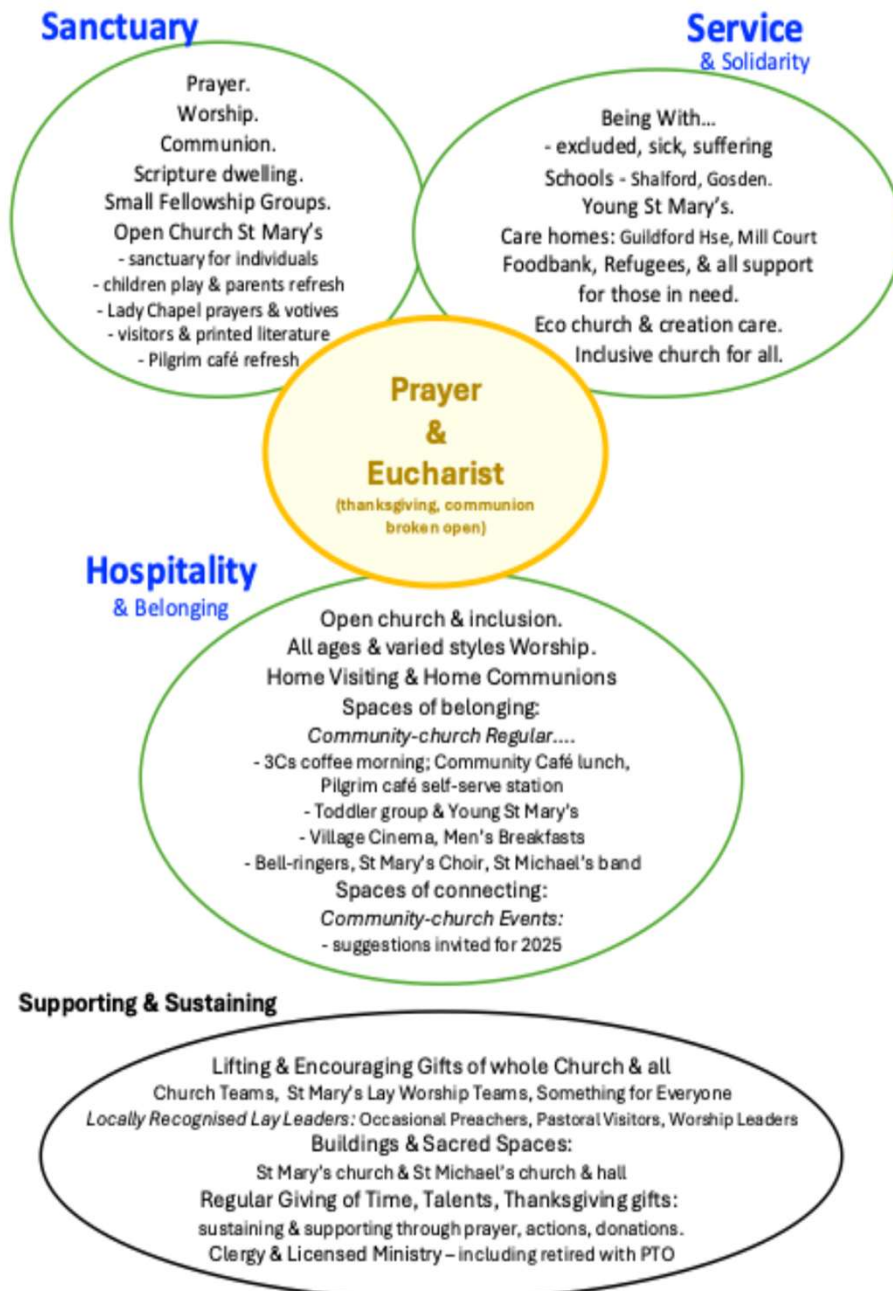 Sanctuary
Prayer.
Worship.
Communion.
Scripture dwelling.
Small Fellowship Groups.
Open Church St Mary's
- sanctuary for individuals
- children play & parents refresh
- Lady Chapel prayers & votives
- visitors & printed literature
- Pilgrim café refresh
Service
& Solidarity
Being With...
- excluded, sick, suffering
Schools - Shalford, Gosden.
Young St Mary's.
Care homes: Guildford Hse, Mill Court
Foodbank, Refugees, & all support
for those in need.
Eco church & creation care.
Inclusive church for all.
Prayer
&
Eucharist
(thanksgiving, communion
broken open)
Hospitality
& Belonging
Open church & inclusion.
All ages & varied styles Worship.
Home Visiting & Home Communions
Spaces of belonging:
Community-church Regular....
- 3Cs coffee morning; Community Café lunch,
Pilgrim café self-serve station
- Toddler group & Young St Mary's
- Village Cinema, Men's Breakfasts
- Bell-ringers, St Mary's Choir, St Michael's band
Spaces of connecting:
Community-church Events:
- suggestions invited for 2025
Supporting & Sustaining
Lifting & Encouraging Gifts of whole Church & all
Church Teams, St Mary's Lay Worship Teams, Something for Everyone
Locally Recognised Lay Leaders: Occasional Preachers, Pastoral Visitors, Worship Leaders
Buildings & Sacred Spaces:
St Mary's church & St Michael's church & hall
Regular Giving of Time, Talents, Thanksgiving gifts:
sustaining & supporting through prayer, actions, donations.
Clergy & Licensed Ministry – including retired with PTO